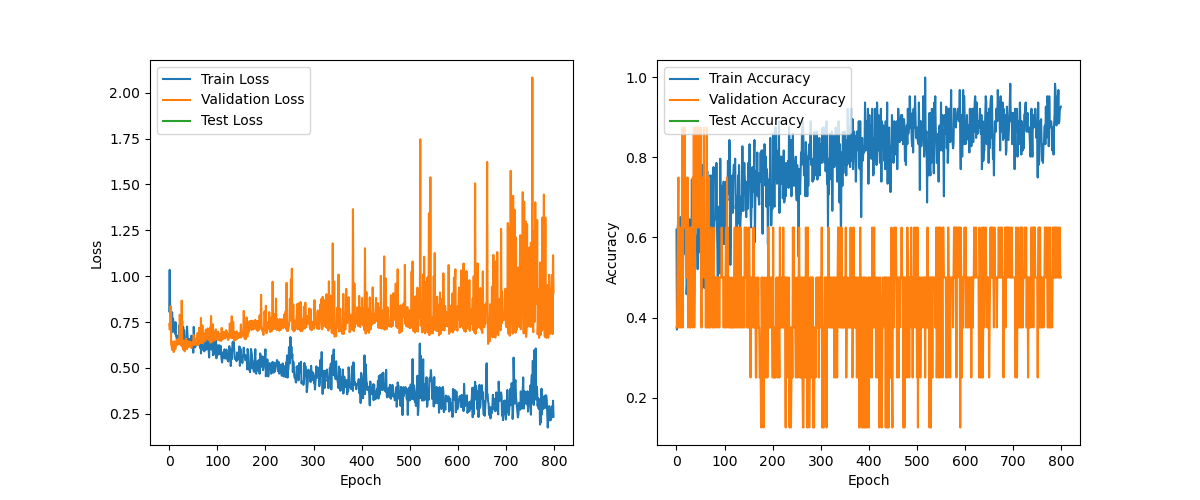 Train Loss
Validation Loss
Test Loss
2.00
1.75
1.50
1.25
1.00
0.75
0.50
0.25
Loss
0 100 200 300 400 500 600 700 800
Epoch
Train Accuracy
Validation Accuracy
Test Accuracy
1.0
0.8
0.6
0.4
0.2
Accuracy
0 100 200 300 400 500 600 700 800
Epoch